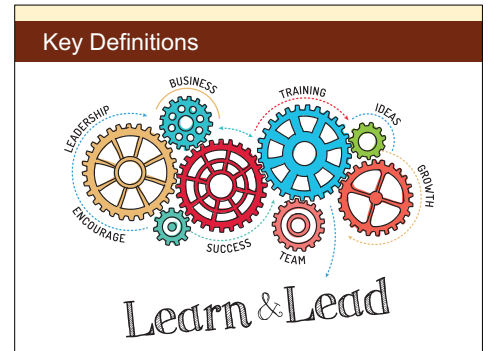 Key Definitions
BUSINESS
TRAINING
IDEAS
LEADERSHIP
GROWTH
ENCOURAGE
SUCCESS
TEAM
Learn & Lead